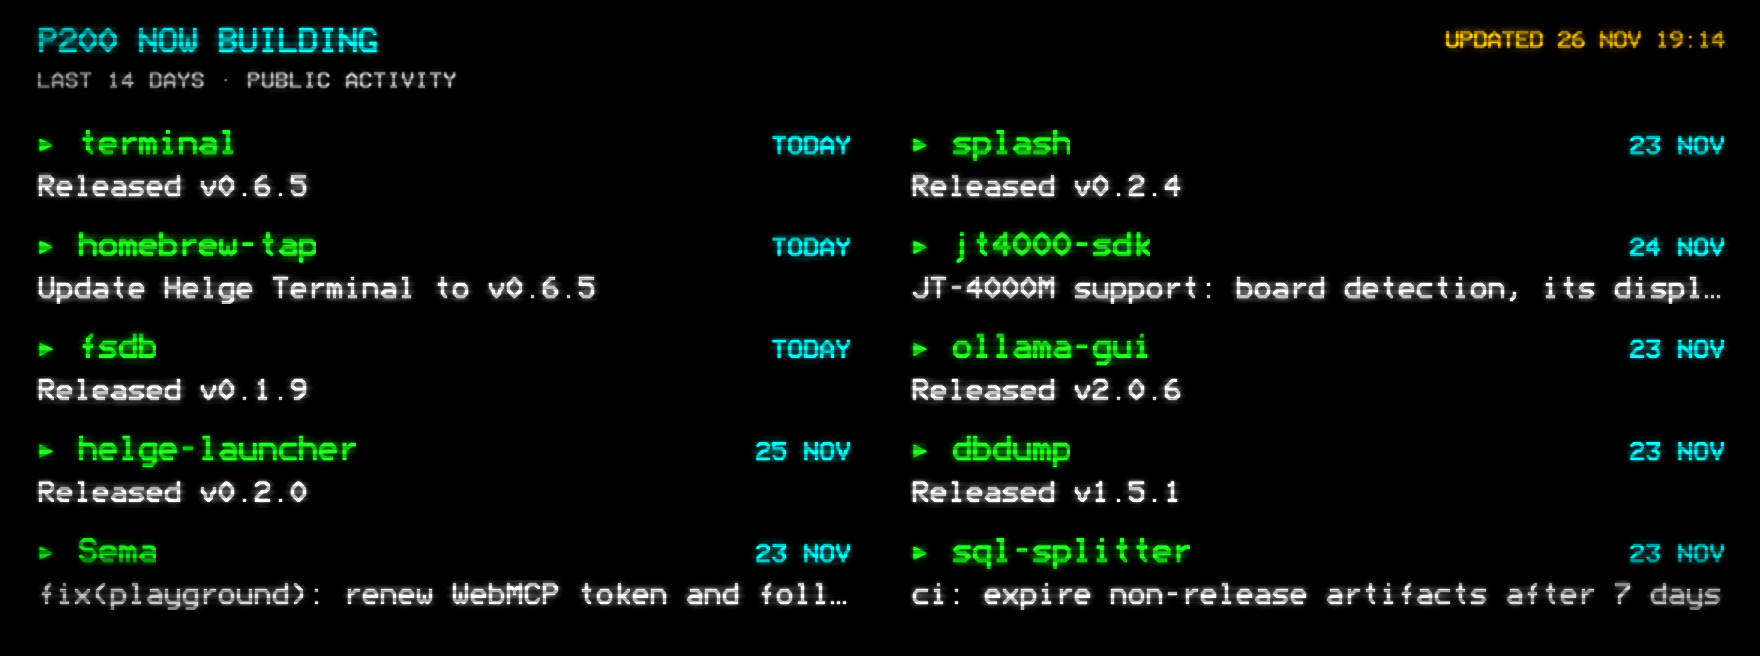 P200 NOW BUILDING
UPDATED 26 NOV 19:14
LAST 14 DAYS · PUBLIC ACTIVITY
▶ terminal TODAY
Released v0.6.5
▶ homebrew-tap TODAY
Update Helge Terminal to v0.6.5
▶ fsdb TODAY
Released v0.1.9
▶ helge-launcher 25 NOV
Released v0.2.0
▶ Sema 23 NOV
fix(playground): renew WebMCP token and foll…
▶ splash 23 NOV
Released v0.2.4
▶ jt4000-sdk 24 NOV
JT-4000M support: board detection, its displ…
▶ ollama-gui 23 NOV
Released v2.0.6
▶ dbdump 23 NOV
Released v1.5.1
▶ sql-splitter 23 NOV
ci: expire non-release artifacts after 7 days